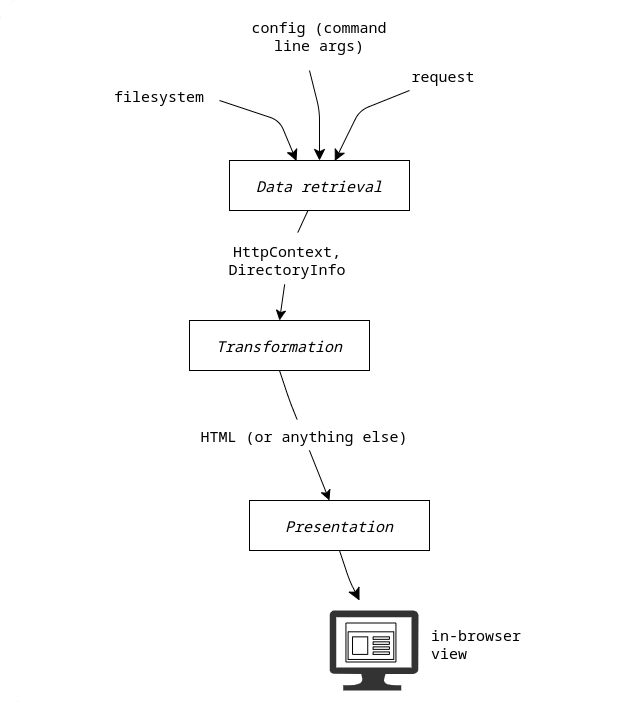 config (command
line args)
request
filesystem
Data retrieval
HttpContext,
DirectoryInfo
Transformation
HTML (or anything else)
Presentation
in-browser
view